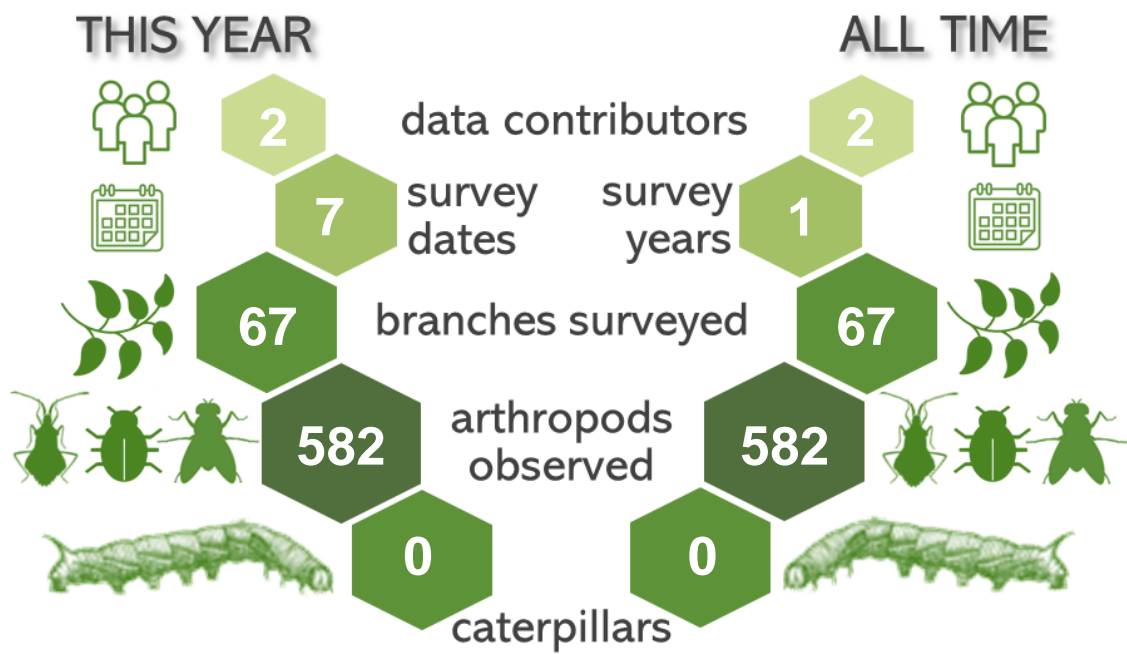 THIS YEAR
ALL TIME
2
data contributors
2
7
survey
dates
survey
years
1
67
branches surveyed
67
582
arthropods
observed
582
0
0
caterpillars